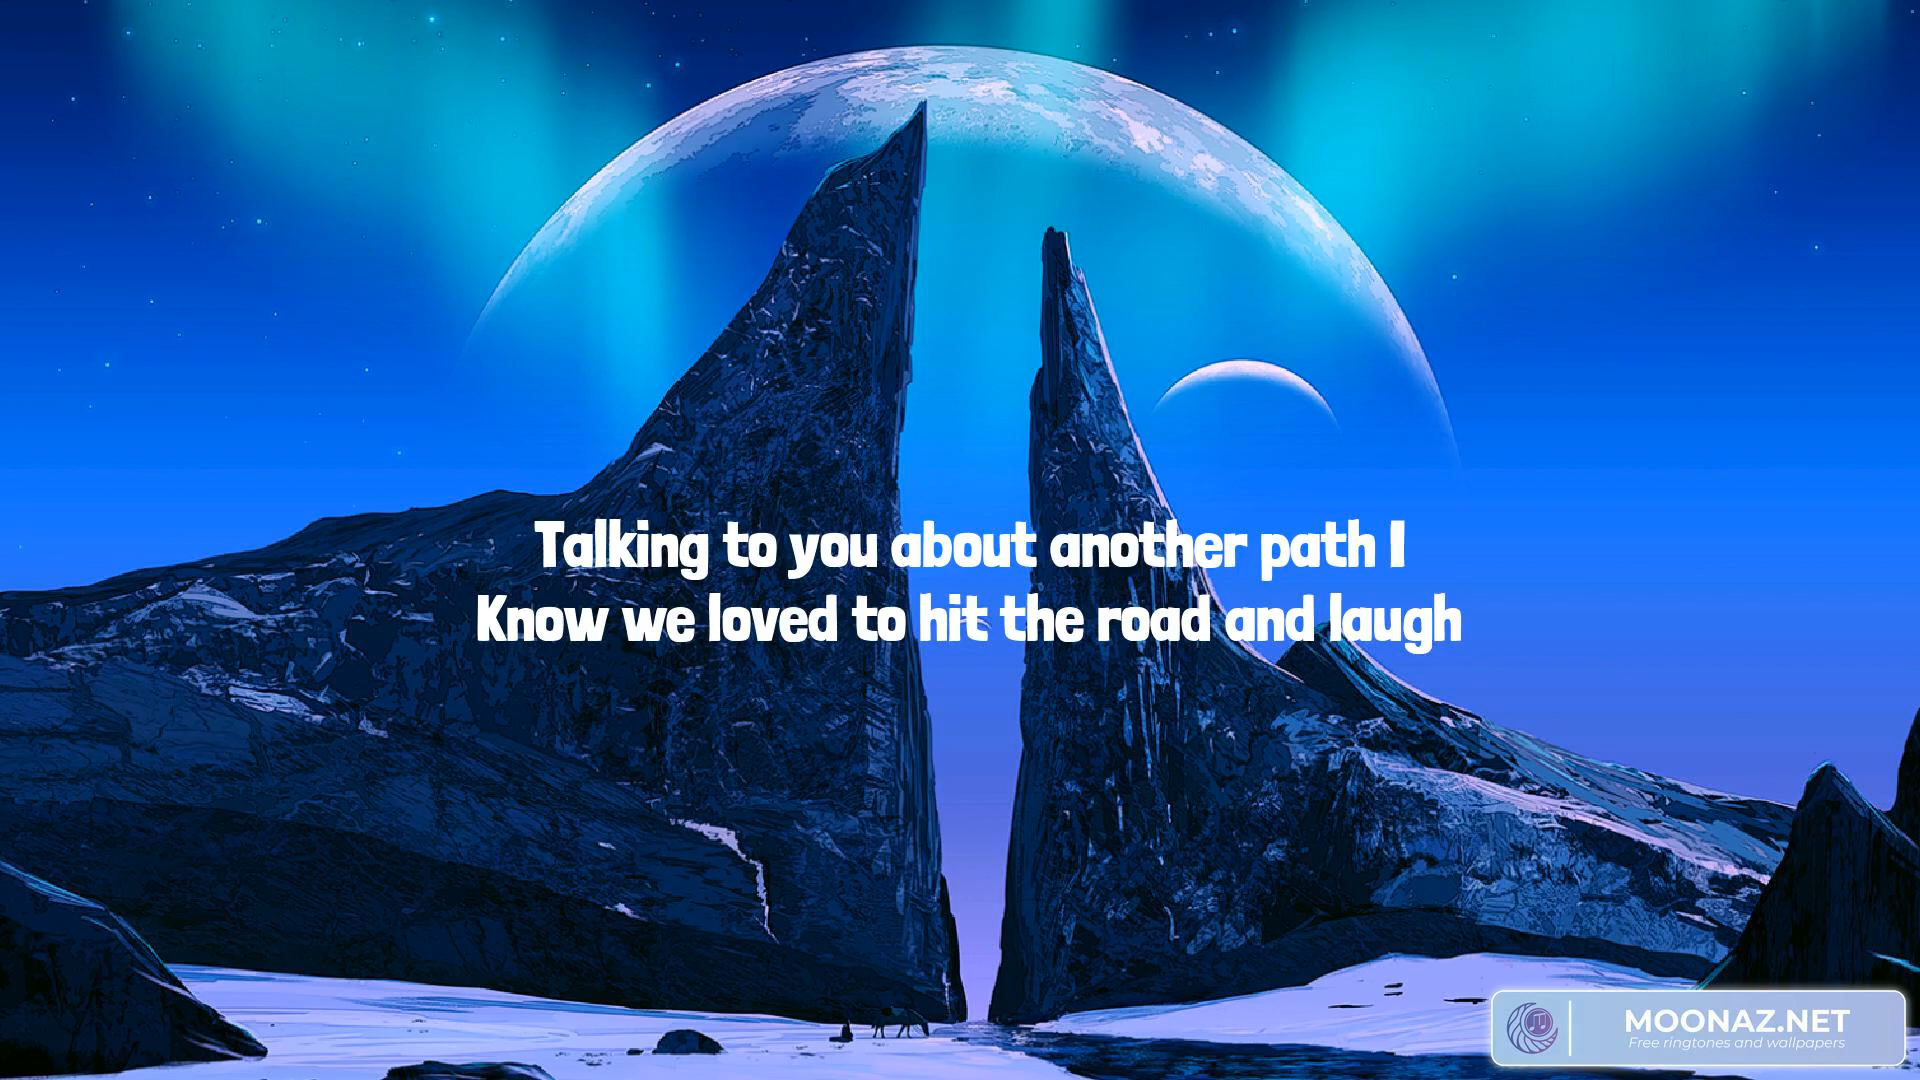 Talking to you about another path I
Know we loved to hit the road and laugh
MOONAZ.NET
Free ringtones and wallpapers